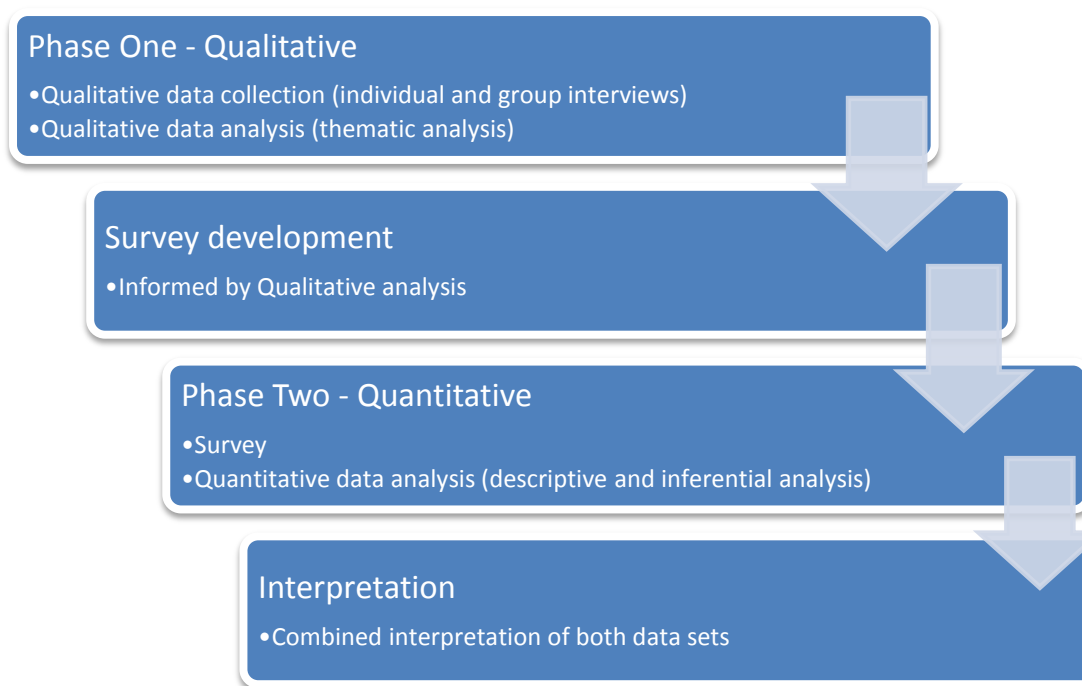 Phase One - Qualitative
•Qualitative data collection (individual and group interviews)
•Qualitative data analysis (thematic analysis)
Survey development
•Informed by Qualitative analysis
Phase Two - Quantitative
•Survey
•Quantitative data analysis (descriptive and inferential analysis)
Interpretation
•Combined interpretation of both data sets